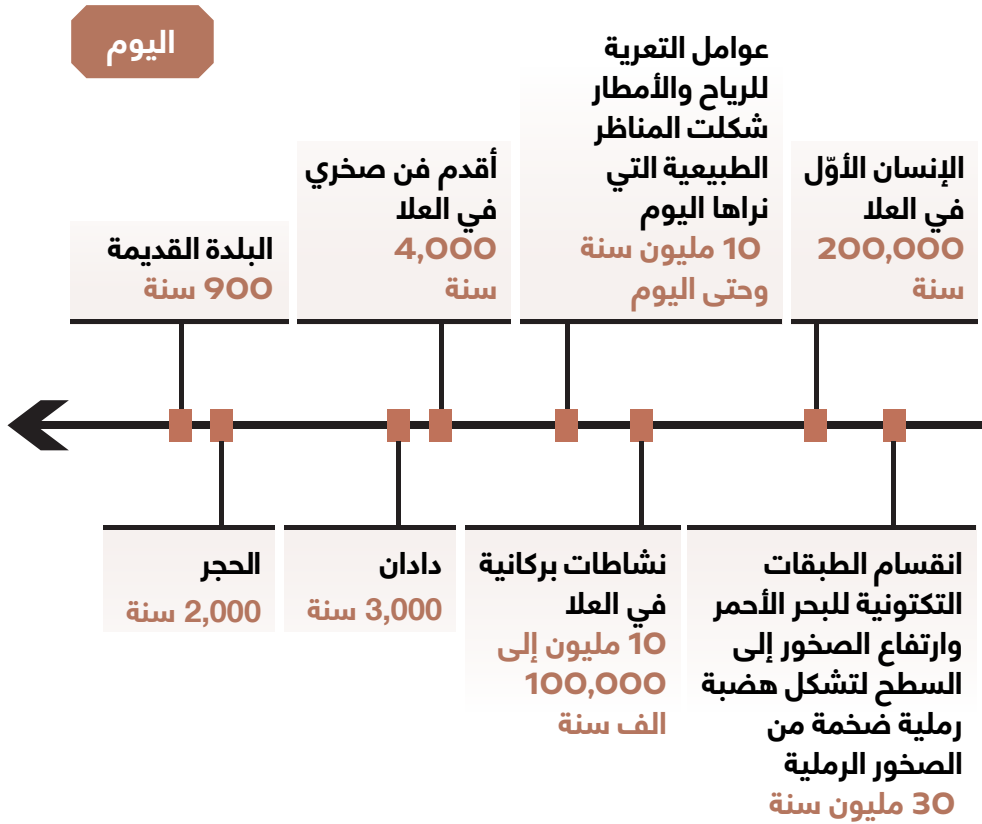 اليوم
الإنسان الأوّل
في العلا
200,000
سنة
عوامل التعرية
للرياح والأمطار
شكلت المناظر
الطبيعية التي
نراها اليوم
10 مليون سنة
وحتى اليوم
أقدم فن صخري
في العلا
4,000
سنة
البلدة القديمة
900 سنة
انقسام الطبقات
التكتونية للبحر الأحمر
وارتفاع الصخور إلى
السطح لتشكل هضبة
رملية ضخمة من
الصخور الرملية
30 مليون سنة
نشاطات بركانية
في العلا
10 مليون إلى
100,000
الف سنة
دادان
3,000 سنة
الحجر
2,000 سنة